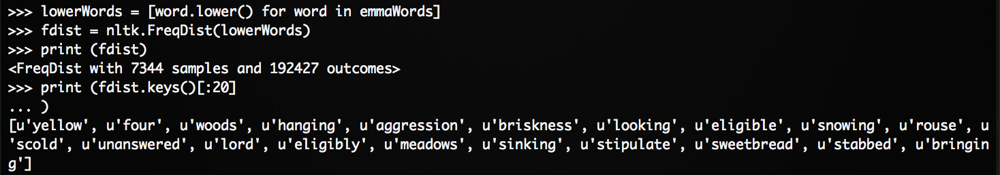 >>> lowerWords = [word.lower() for word in emmaWords]
>>> fdist = nltk.FreqDist(lowerWords)
>>> print (fdist)
<FreqDist with 7344 samples and 192427 outcomes>
>>> print (fdist.keys()[:20]
... )
[u'yellow', u'four', u'woods', u'hanging', u'aggression', u'briskness', u'looking', u'eligible', u'snowing', u'rouse', u
'scold', u'unanswered', u'lord', u'eligibly', u'meadows', u'sinking', u'stipulate', u'sweetbread', u'stabbed', u'bringin
g']